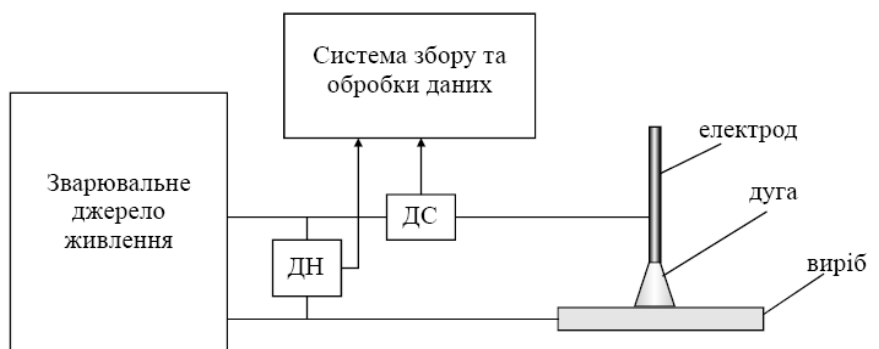 Система збору та
обробки даних
Зварювальне
джерело
живлення
ДН
ДС
електрод
дуга
виріб